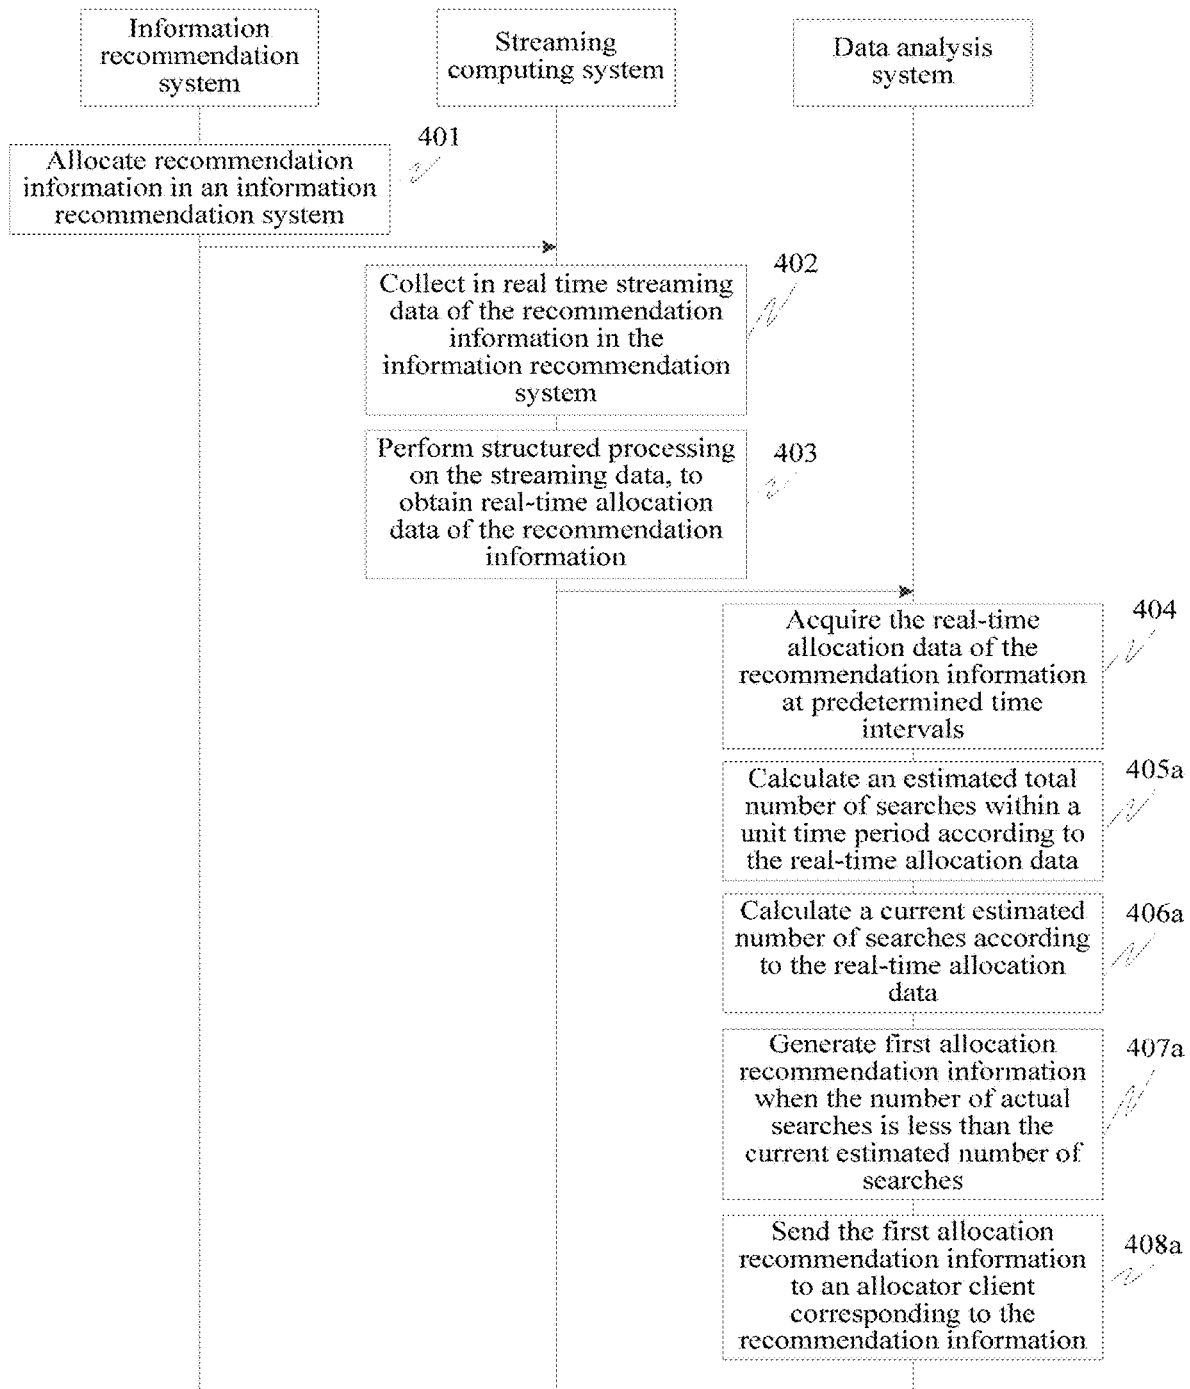 Information
recommendation
system
Streaming
computing system
Data analysis
system
401
Allocate recommendation
information in an information
recommendation system
402
Collect in real time streaming
data of the recommendation
information in the
information recommendation
system
403
Perform structured processing
on the streaming data, to
obtain real-time allocation
data of the recommendation
information
404
Acquire the real-time
allocation data of the
recommendation information
at predetermined time
intervals
405a
Calculate an estimated total
number of searches within a
unit time period according to
the real-time allocation data
406a
Calculate a current estimated
number of searches according
to the real-time allocation
data
407a
Generate first allocation
recommendation information
when the number of actual
searches is less than the
current estimated number of
searches
408a
Send the first allocation
recommendation information
to an allocator client
corresponding to the
recommendation information